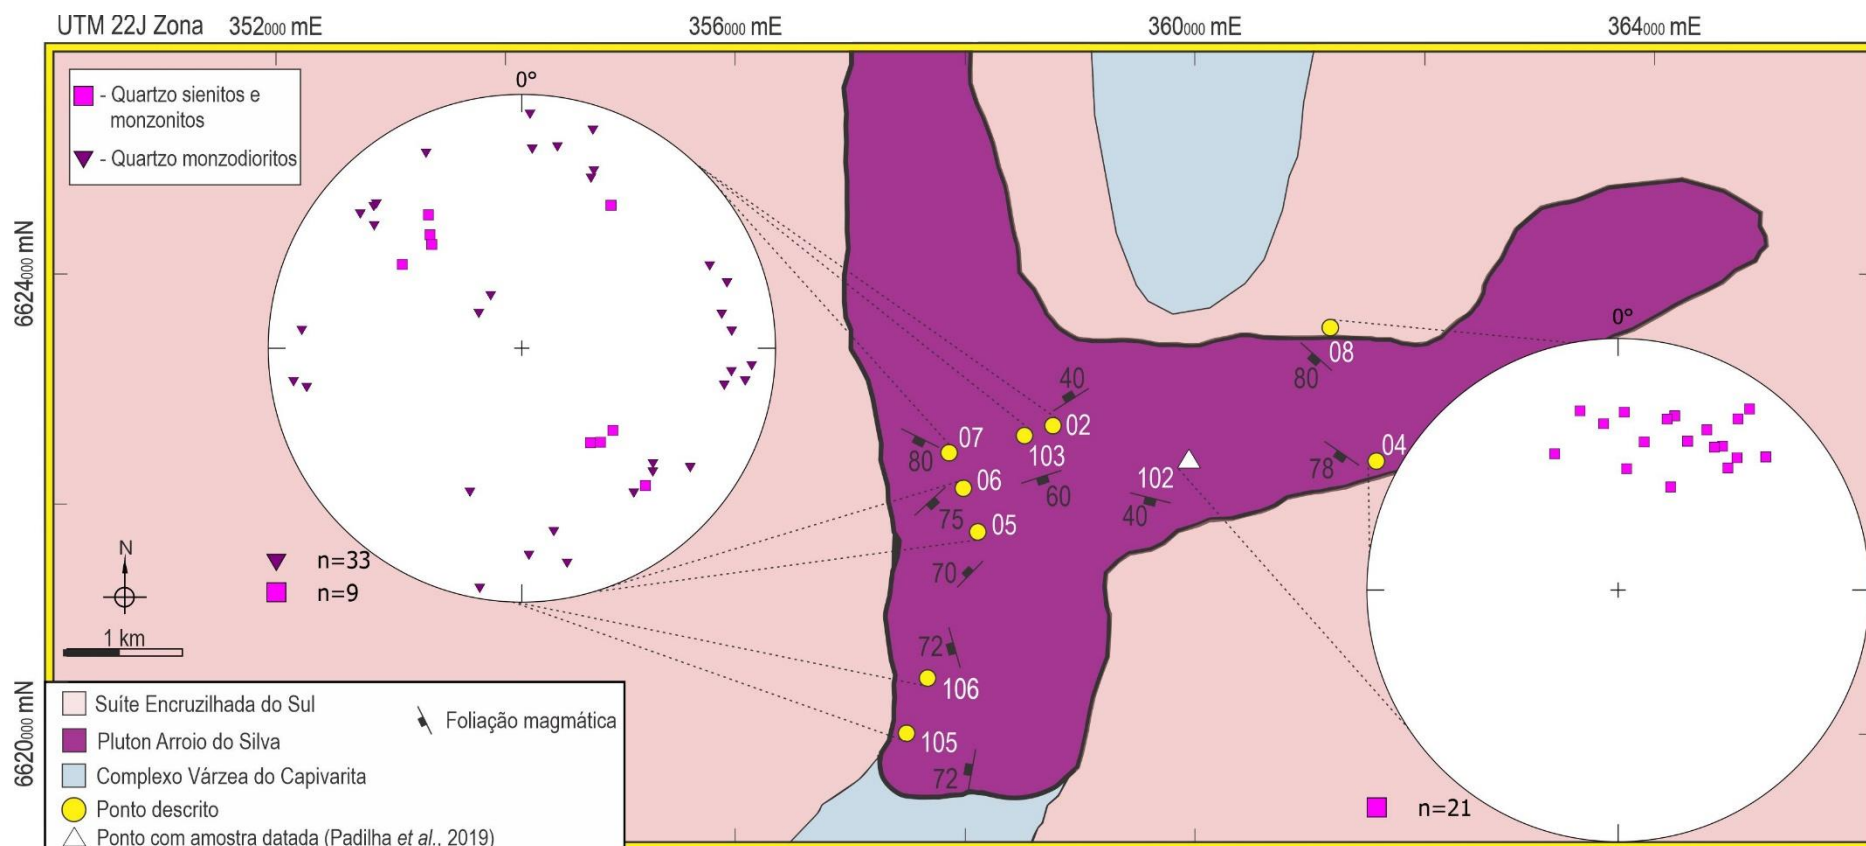 UTM 22J Zona
352000 mE
356000 mE
360000 mE
364000 mE
6624000 mN
6620000 mN
- Quartzo sienitos e
monzonitos
- Quartzo monzodioritos
0°
n=33
n=9
N
1 km
40
07
80
02
103
06
75
60
05
70
102
40
08
80
04
78
72
106
105
72
0°
n=21
Suíte Encruzilhada do Sul
Foliação magmática
Pluton Arroio do Silva
Complexo Várzea do Capivarita
Ponto descrito
Ponto com amostra datada (Padilha et al., 2019)